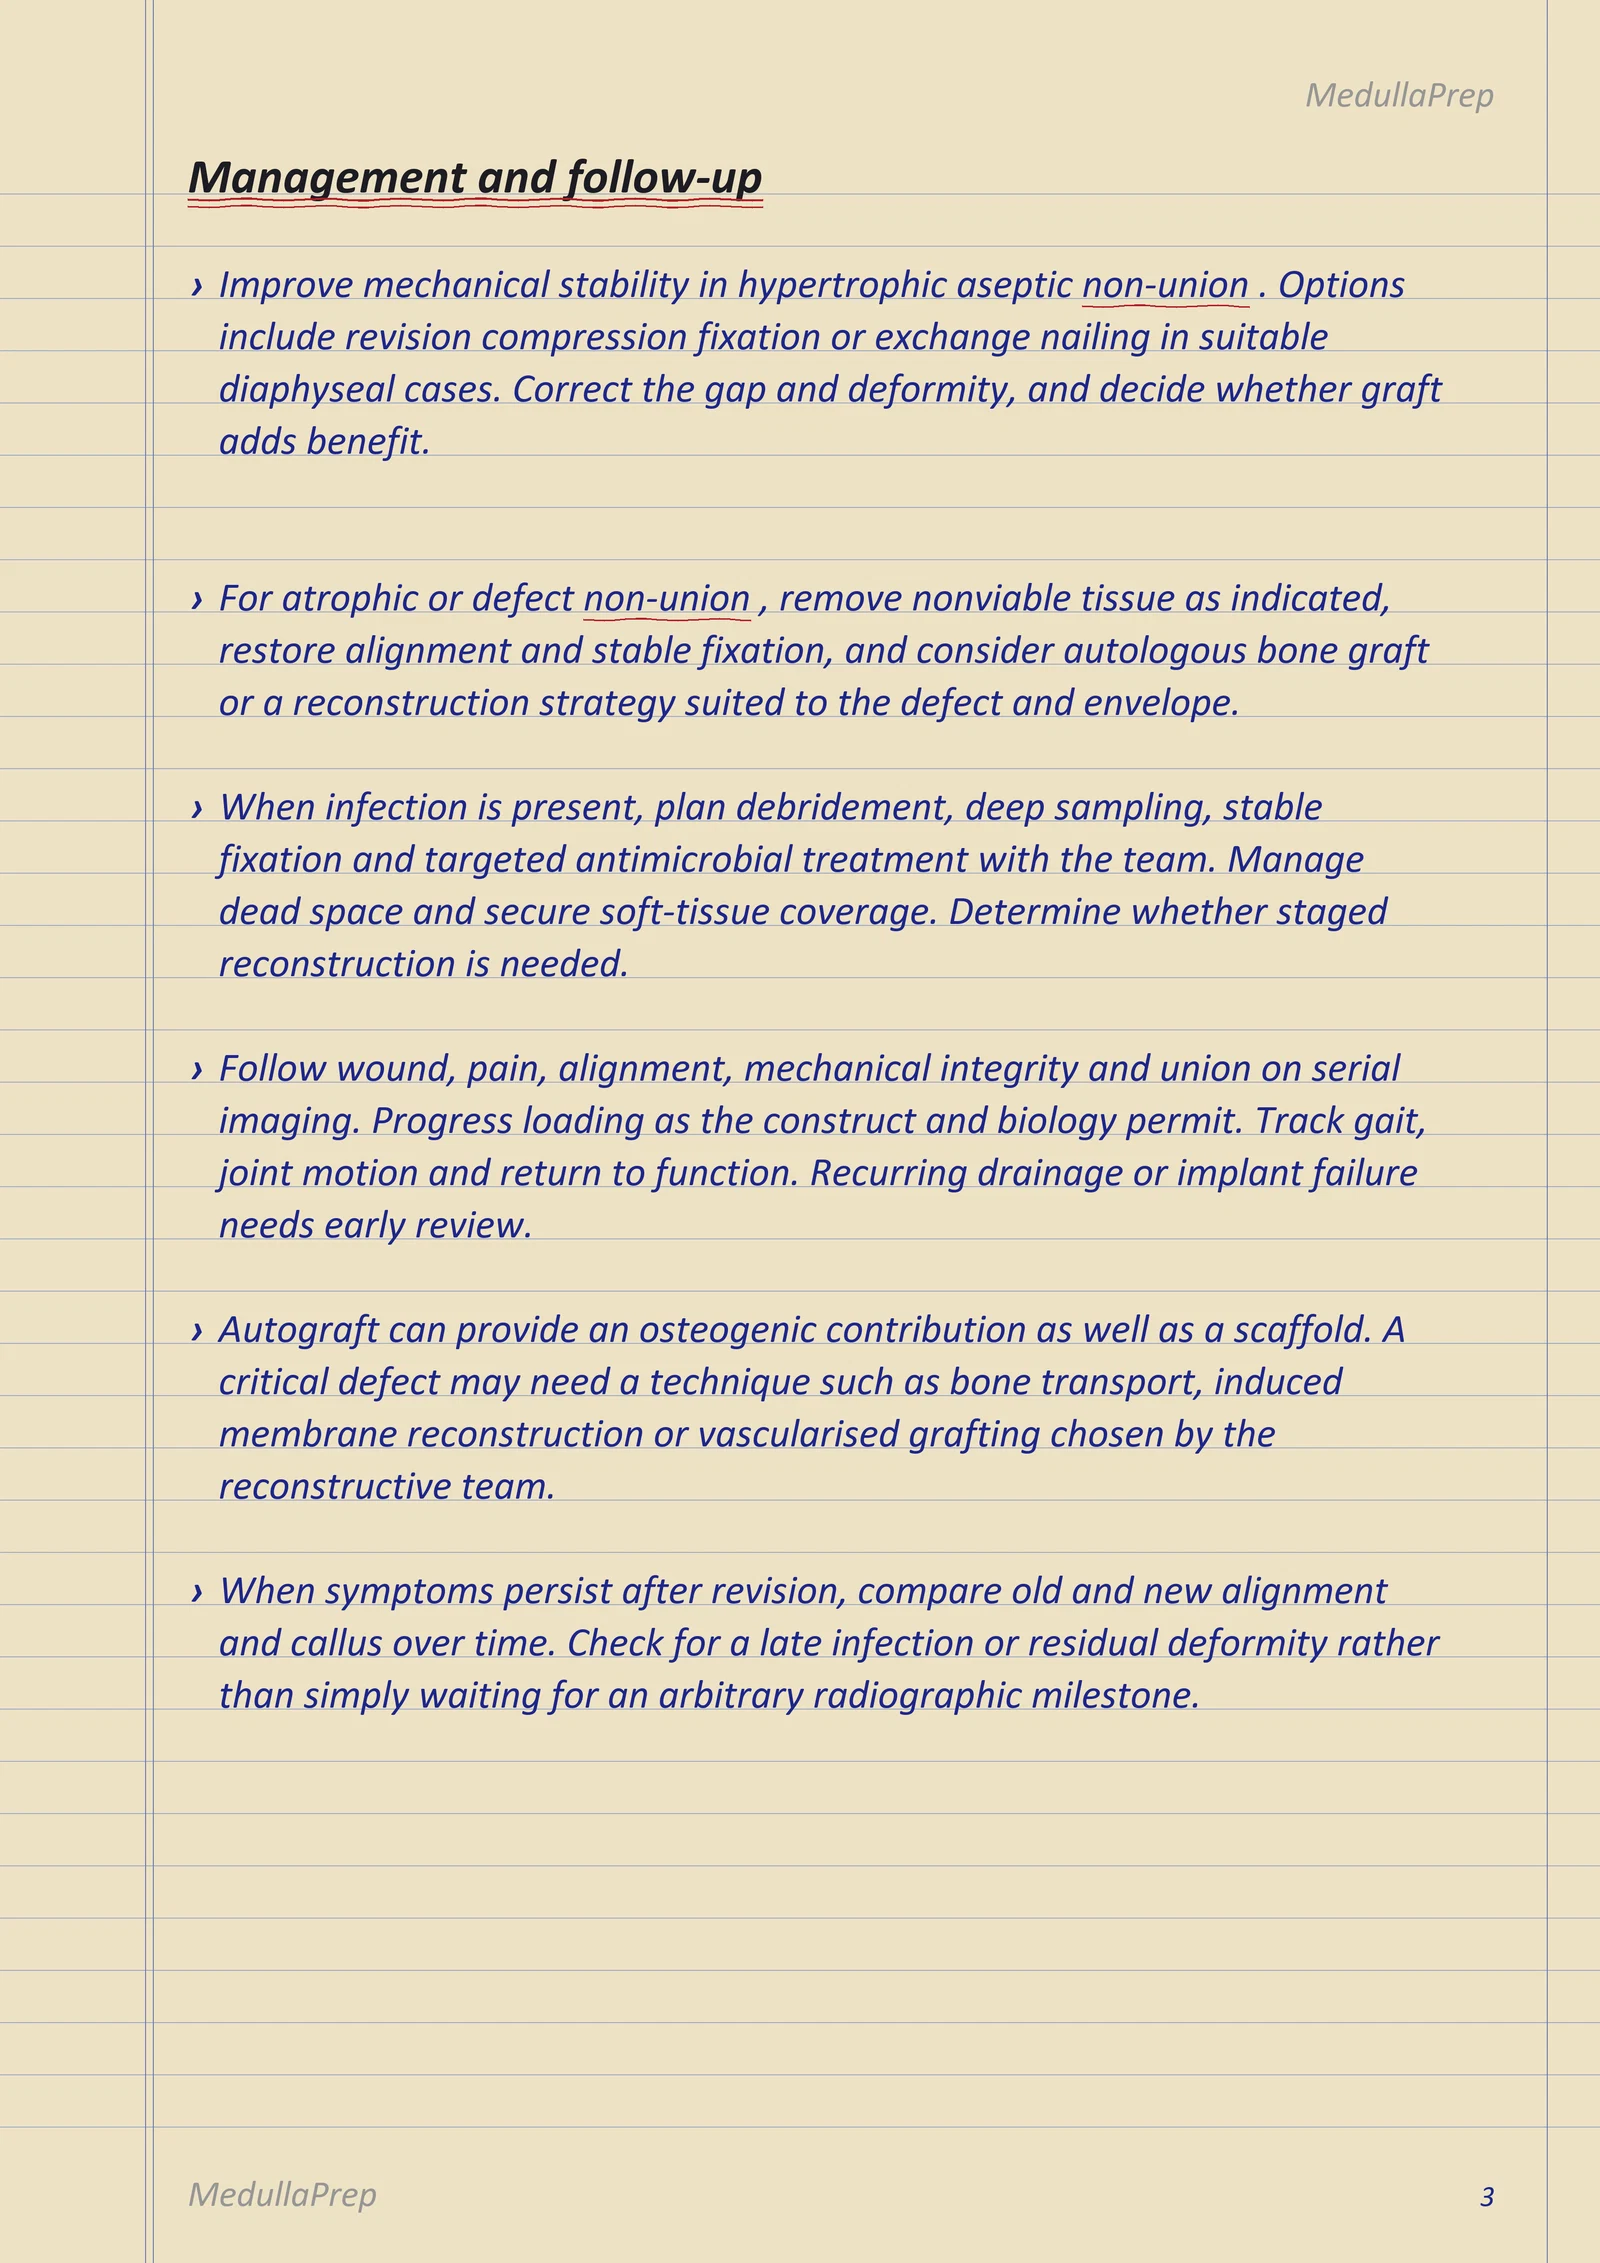 MedullaPrep
Management and follow-up
› Improve mechanical stability in hypertrophic aseptic non-union . Options
include revision compression fixation or exchange nailing in suitable
diaphyseal cases. Correct the gap and deformity, and decide whether graft
adds benefit.
› For atrophic or defect non-union , remove nonviable tissue as indicated,
restore alignment and stable fixation, and consider autologous bone graft
or a reconstruction strategy suited to the defect and envelope.
› When infection is present, plan debridement, deep sampling, stable
fixation and targeted antimicrobial treatment with the team. Manage
dead space and secure soft-tissue coverage. Determine whether staged
reconstruction is needed.
› Follow wound, pain, alignment, mechanical integrity and union on serial
imaging. Progress loading as the construct and biology permit. Track gait,
joint motion and return to function. Recurring drainage or implant failure
needs early review.
› Autograft can provide an osteogenic contribution as well as a scaffold. A
critical defect may need a technique such as bone transport, induced
membrane reconstruction or vascularised grafting chosen by the
reconstructive team.
› When symptoms persist after revision, compare old and new alignment
and callus over time. Check for a late infection or residual deformity rather
than simply waiting for an arbitrary radiographic milestone.
MedullaPrep
3